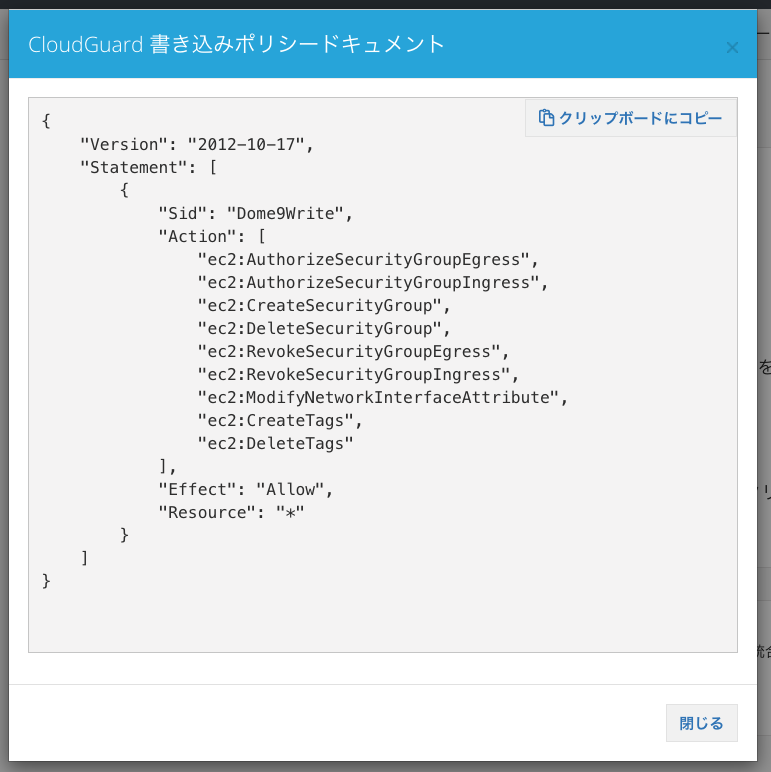 CloudGuard 書き込みポリシードキュメント
×
クリップボードにコピー
{
    "Version": "2012-10-17",
    "Statement": [
        {
            "Sid": "Dome9Write",
            "Action": [
                "ec2:AuthorizeSecurityGroupEgress",
                "ec2:AuthorizeSecurityGroupIngress",
                "ec2:CreateSecurityGroup",
                "ec2:DeleteSecurityGroup",
                "ec2:RevokeSecurityGroupEgress",
                "ec2:RevokeSecurityGroupIngress",
                "ec2:ModifyNetworkInterfaceAttribute",
                "ec2:CreateTags",
                "ec2:DeleteTags"
            ],
            "Effect": "Allow",
            "Resource": "*"
        }
    ]
}
を
閉じる